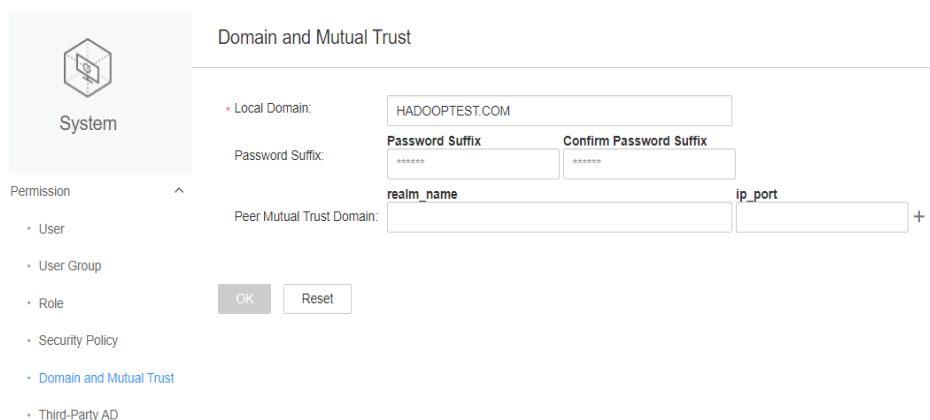 System
Permission
User
User Group
Role
Security Policy
Domain and Mutual Trust
Third-Party AD
Domain and Mutual Trust
* Local Domain: HADOOPTEST.COM
Password Suffix Confirm Password Suffix
Password Suffix: ****** ******
realm_name ip_port
Peer Mutual Trust Domain: +
OK Reset